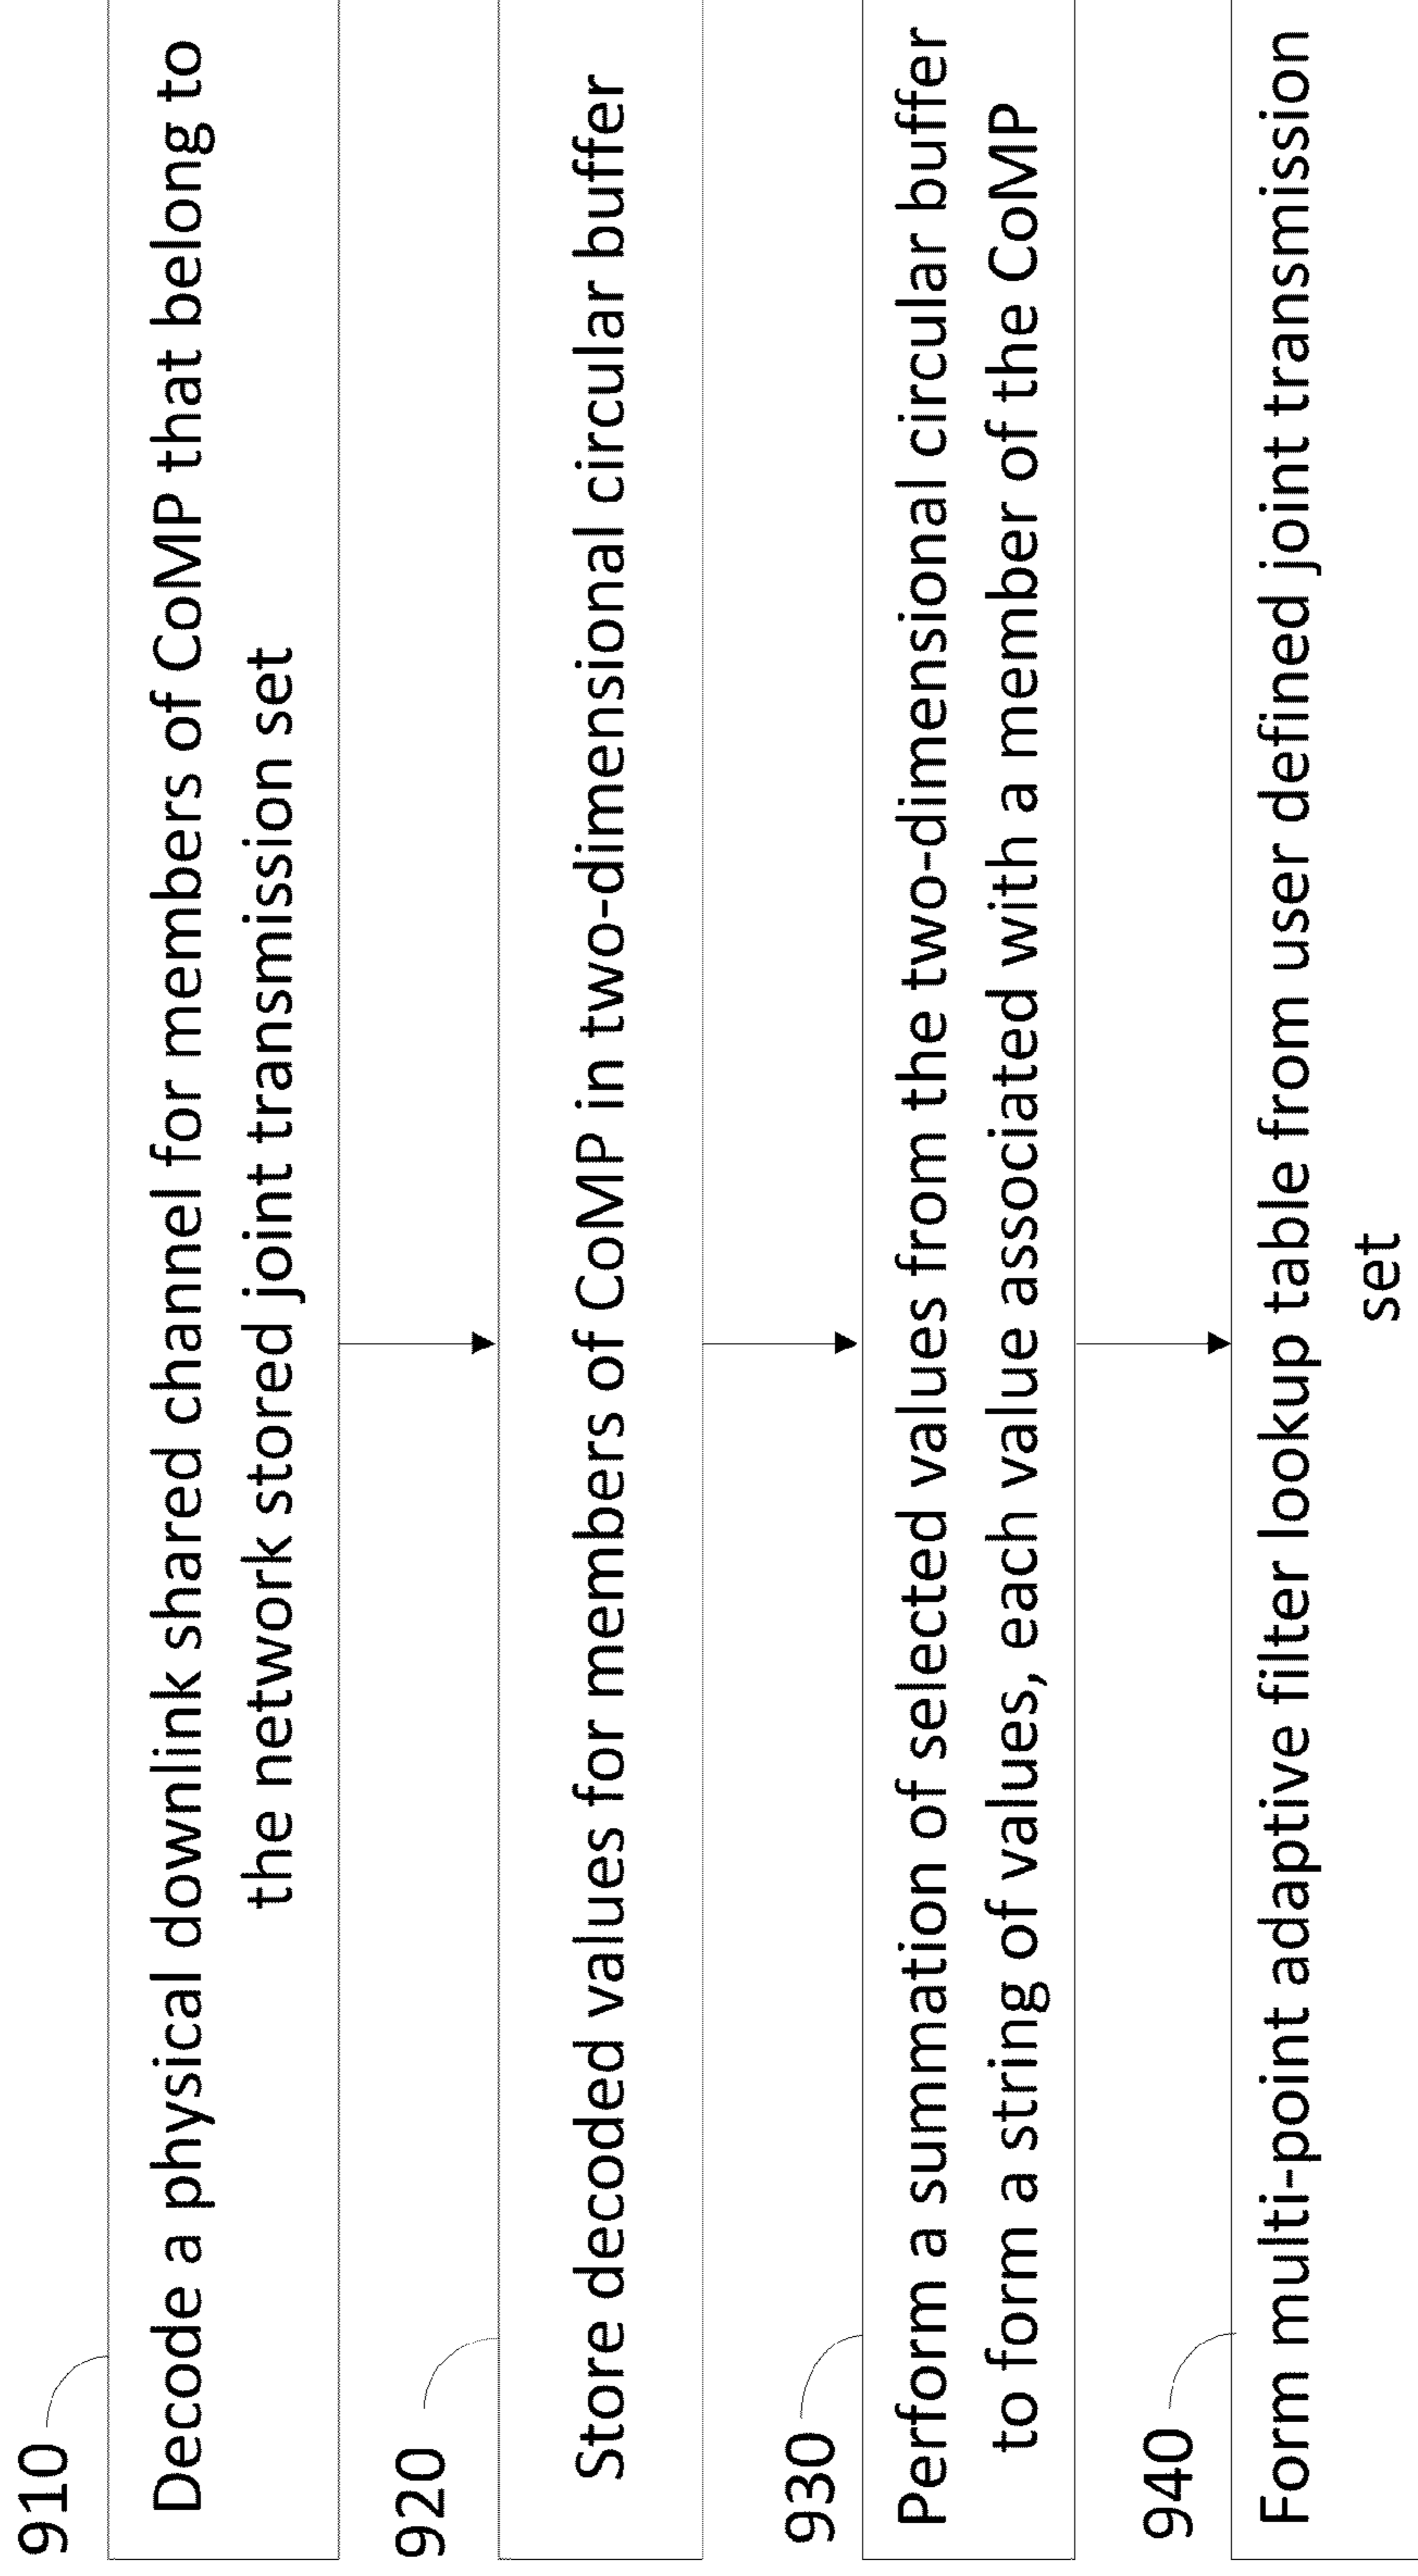 910
Decode a physical downlink shared channel for members of CoMP that belong to
the network stored joint transmission set
920
Store decoded values for members of CoMP in two-dimensional circular buffer
930
Perform a summation of selected values from the two-dimensional circular buffer
to form a string of values, each value associated with a member of the CoMP
940
Form multi-point adaptive filter lookup table from user defined joint transmission
set